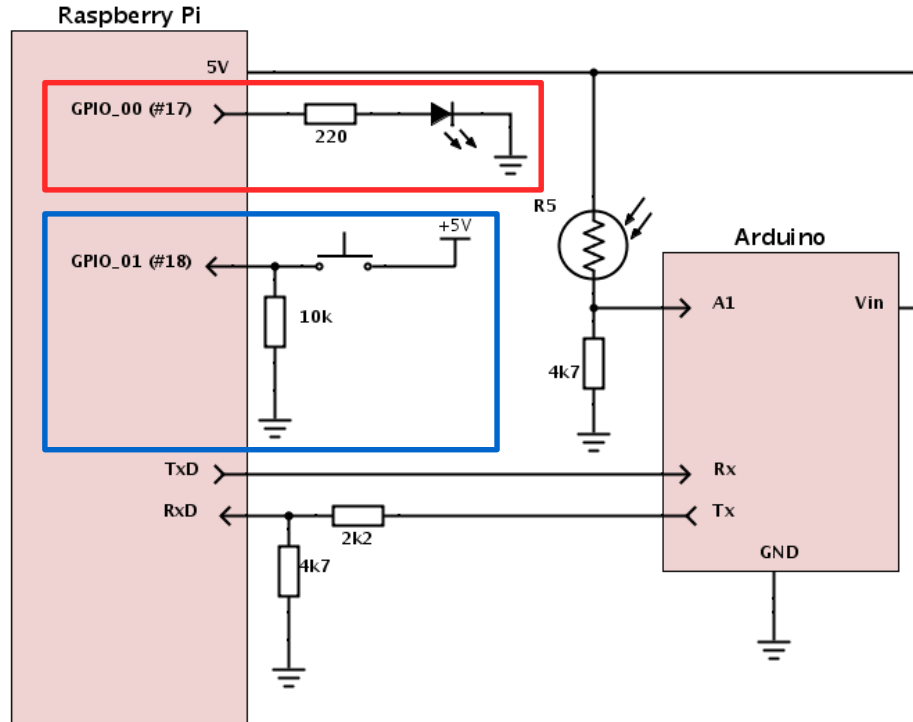 Raspberry Pi
5V
GPIO_00 (#17)
220
R5
+5V
GPIO_01 (#18)
10k
Arduino
A1
Vin
4k7
TxD
Rx
RxD
Tx
2k2
4k7
GND